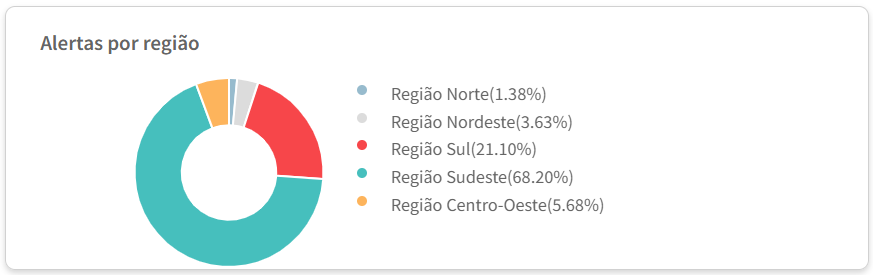 Alertas por região
Região Norte(1.38%)
Região Nordeste(3.63%)
Região Sul(21.10%)
Região Sudeste(68.20%)
Região Centro-Oeste(5.68%)